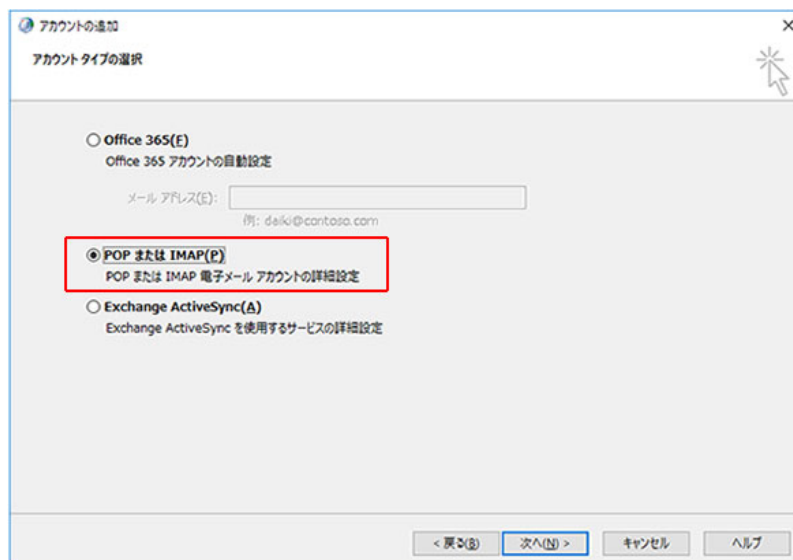 アカウントの追加
アカウント タイプの選択
Office 365(F)
Office 365 アカウントの自動設定
メール アドレス(E):
例: daiki@contoso.com
POP または IMAP(P)
POP または IMAP 電子メール アカウントの詳細設定
Exchange ActiveSync(A)
Exchange ActiveSync を使用するサービスの詳細設定
< 戻る(B) 次へ(N) > キャンセル ヘルプ